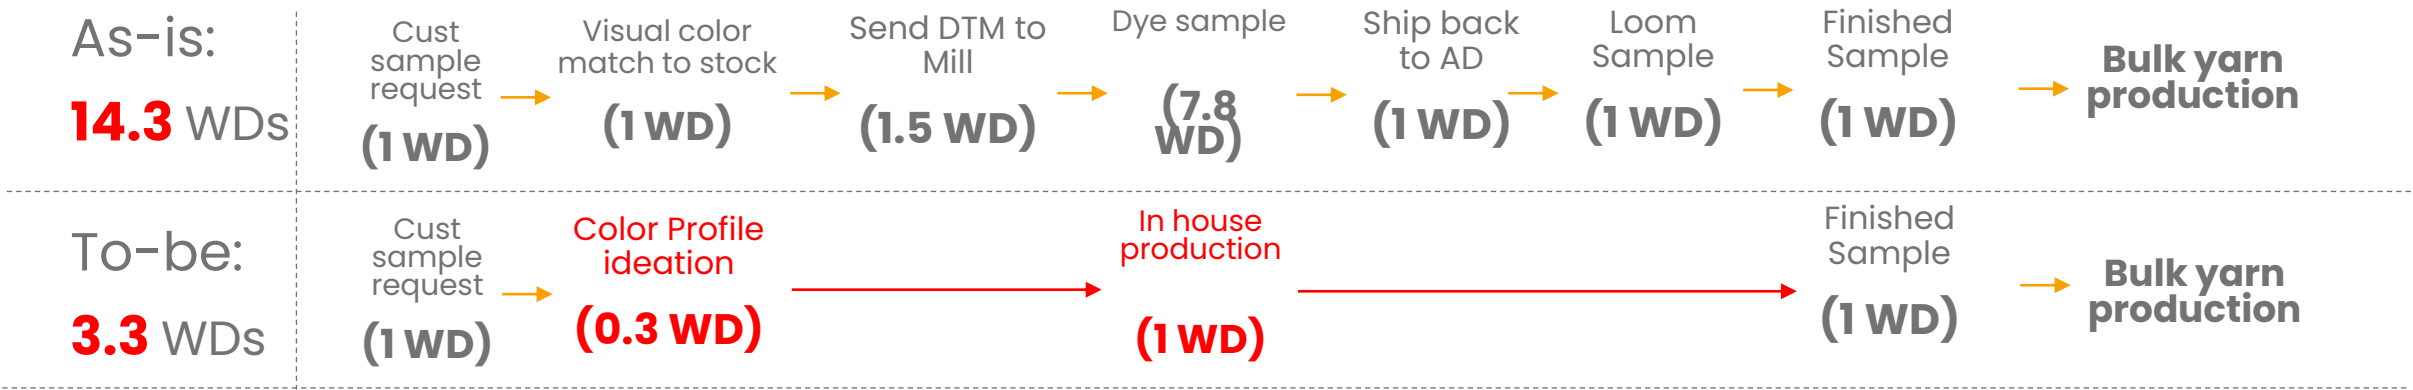 As-is:
14.3 WDs
Cust
sample
request
(1 WD)
Visual color
match to stock
(1 WD)
Send DTM to
Mill
(1.5 WD)
Dye sample
(7.8
WD)
Ship back
to AD
(1 WD)
Loom
Sample
(1 WD)
Finished
Sample
(1 WD)
Bulk yarn
production
To-be:
3.3 WDs
Cust
sample
request
(1 WD)
Color Profile
ideation
(0.3 WD)
In house
production
(1 WD)
Finished
Sample
(1 WD)
Bulk yarn
production